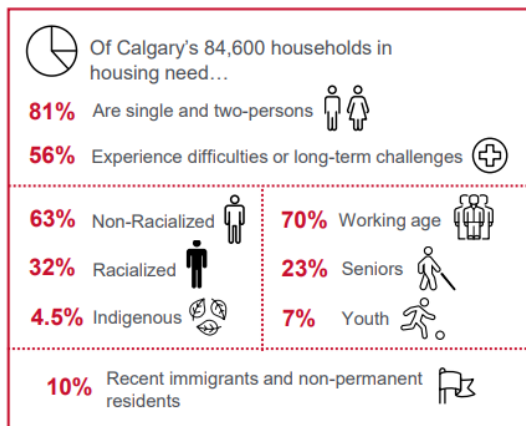 Of Calgary's 84,600 households in
housing need…
81% Are single and two-persons
56% Experience difficulties or long-term challenges
63% Non-Racialized
32% Racialized
4.5% Indigenous
70% Working age
23% Seniors
7% Youth
10% Recent immigrants and non-permanent
residents